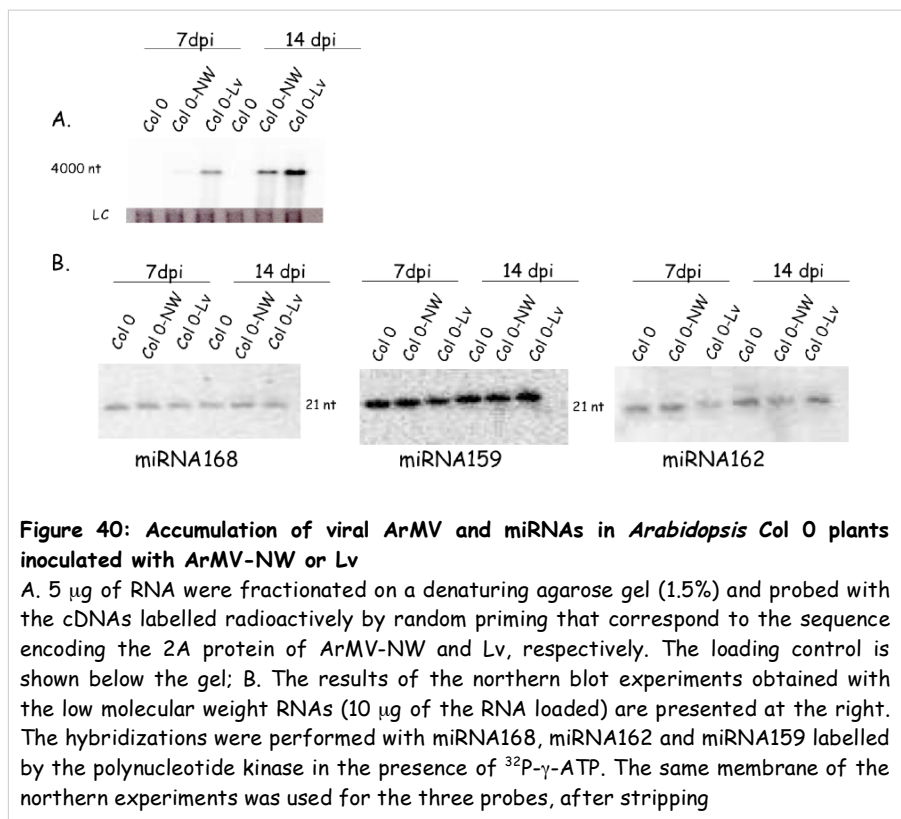 7dpi 14 dpi
Col 0 Col 0-NW Col 0-Lv Col 0 Col 0-NW Col 0-Lv
A.
4000 nt
LC
B.
7dpi 14 dpi 7dpi 14 dpi 7dpi 14 dpi
Col 0 Col 0-NW Col 0-Lv Col 0 Col 0-NW Col 0-Lv Col 0 Col 0-NW Col 0-Lv Col 0 Col 0-NW Col 0-Lv Col 0 Col 0-NW Col 0-Lv Col 0 Col 0-NW Col 0-Lv
21 nt 21 nt
miRNA168 miRNA159 miRNA162
Figure 40: Accumulation of viral ArMV and miRNAs in Arabidopsis Col 0 plants
inoculated with ArMV-NW or Lv
A. 5 μg of RNA were fractionated on a denaturing agarose gel (1.5%) and probed with
the cDNAs labelled radioactively by random priming that correspond to the sequence
encoding the 2A protein of ArMV-NW and Lv, respectively. The loading control is
shown below the gel; B. The results of the northern blot experiments obtained with
the low molecular weight RNAs (10 μg of the RNA loaded) are presented at the right.
The hybridizations were performed with miRNA168, miRNA162 and miRNA159 labelled
by the polynucleotide kinase in the presence of ³²P-γ-ATP. The same membrane of the
northern experiments was used for the three probes, after stripping